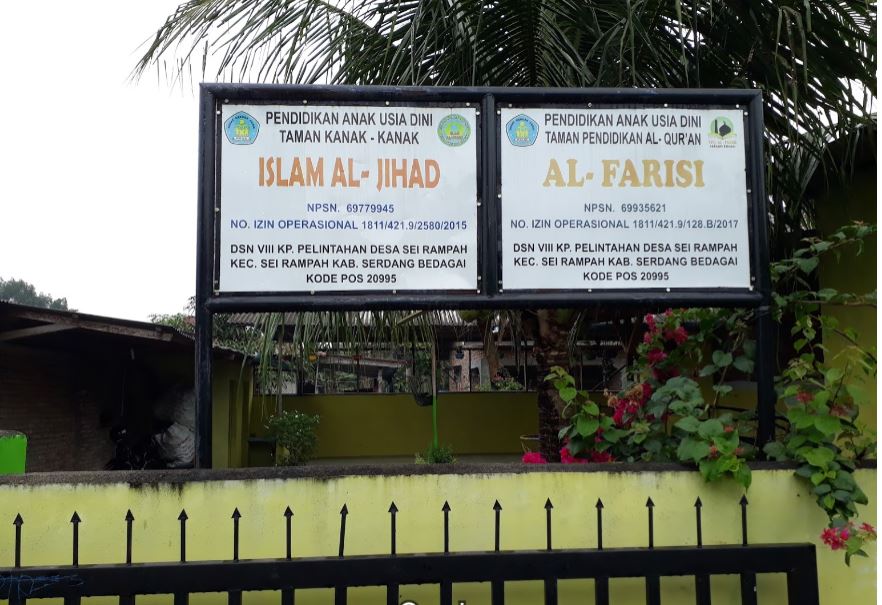 PENDIDIKAN ANAK USIA DINI
TAMAN KANAK - KANAK
ISLAM AL- JIHAD
NPSN. 69779945
NO. IZIN OPERASIONAL 1811/421.9/2580/2015
DSN VIII KP. PELINTAHAN DESA SEI RAMPAH
KEC. SEI RAMPAH KAB. SERDANG BEDAGAI
KODE POS 20995
PENDIDIKAN ANAK USIA DINI
TAMAN PENDIDIKAN AL- QUR'AN
AL- FARISI
NPSN. 69935621
NO. IZIN OPERASIONAL 1811/421.9/128.B/2017
DSN VIII KP. PELINTAHAN DESA SEI RAMPAH
KEC. SEI RAMPAH KAB. SERDANG BEDAGAI
KODE POS 20995